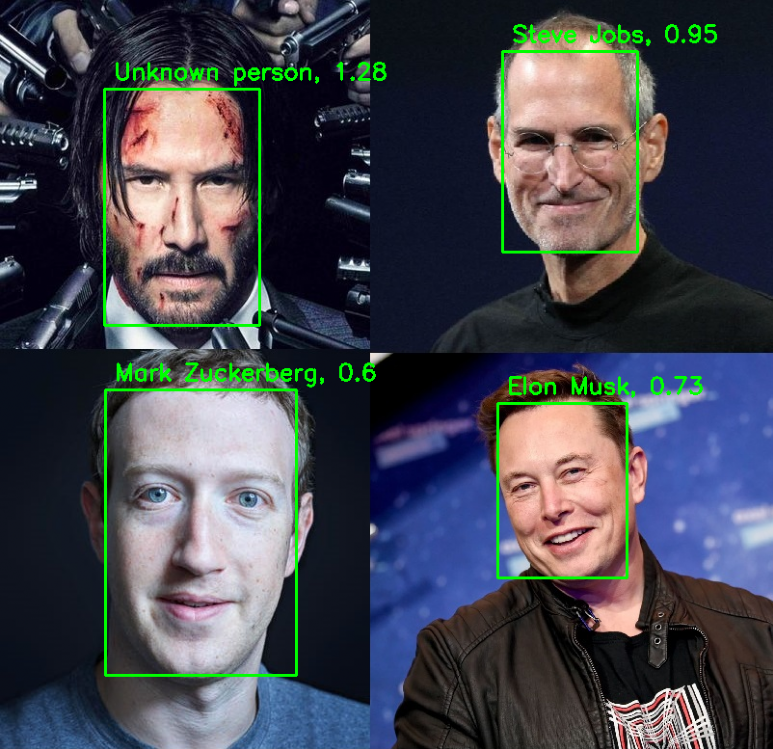 Unknown person, 1.28
Steve Jobs, 0.95
Mark Zuckerberg, 0.6
Elon Musk, 0.73